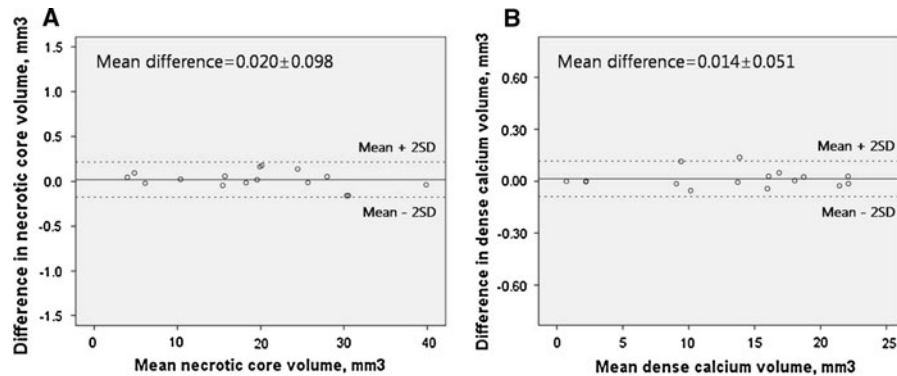 A
Mean difference=0.020±0.098
Difference in necrotic core volume, mm3
1.5
1.0
0.5
0.0
-0.5
-1.0
-1.5
Mean + 2SD
Mean - 2SD
0 10 20 30 40
Mean necrotic core volume, mm3
B
Mean difference=0.014±0.051
Difference in dense calcium volume, mm3
0.60
0.30
0.00
-0.30
-0.60
Mean + 2SD
Mean - 2SD
0 5 10 15 20 25
Mean dense calcium volume, mm3